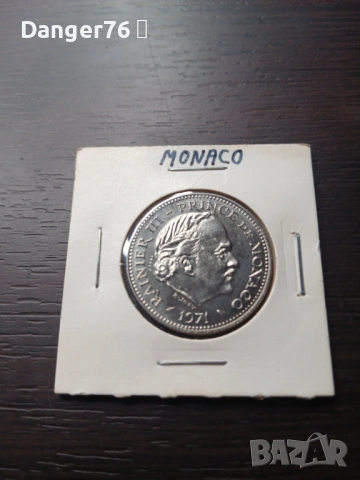 Danger76
MONACO
RAINIER III PRINCE DE MONACO
1971
BAZAR